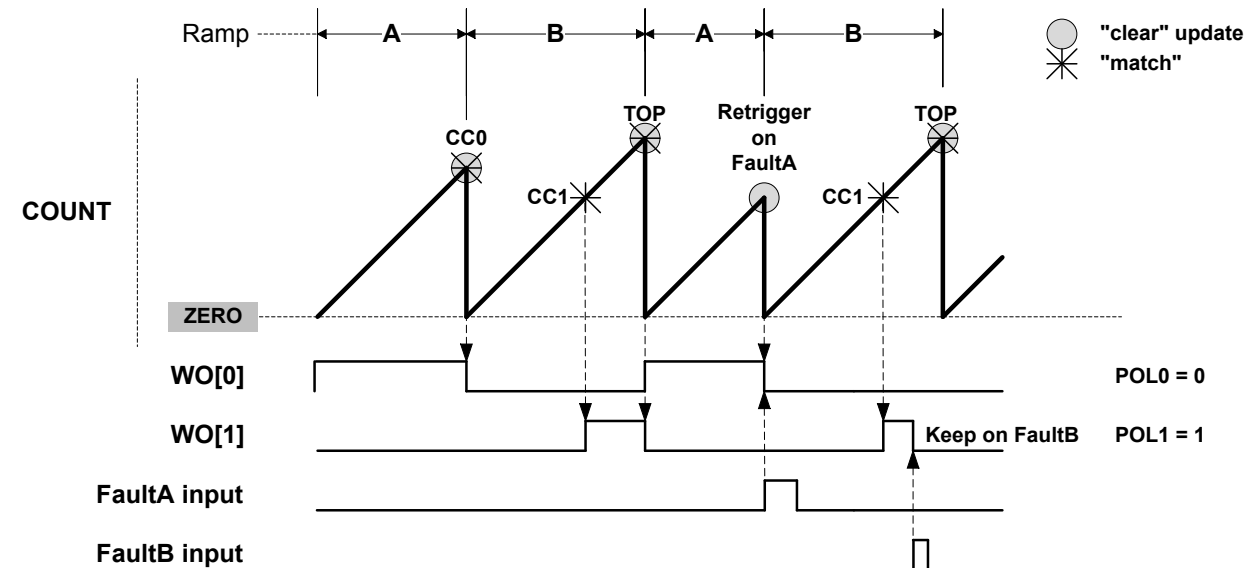 Ramp A B A B
"clear" update
"match"
TOP Retrigger TOP
CC0 on
FaultA
COUNT CC1 CC1
ZERO
WO[0] POL0 = 0
WO[1] Keep on FaultB POL1 = 1
FaultA input
FaultB input